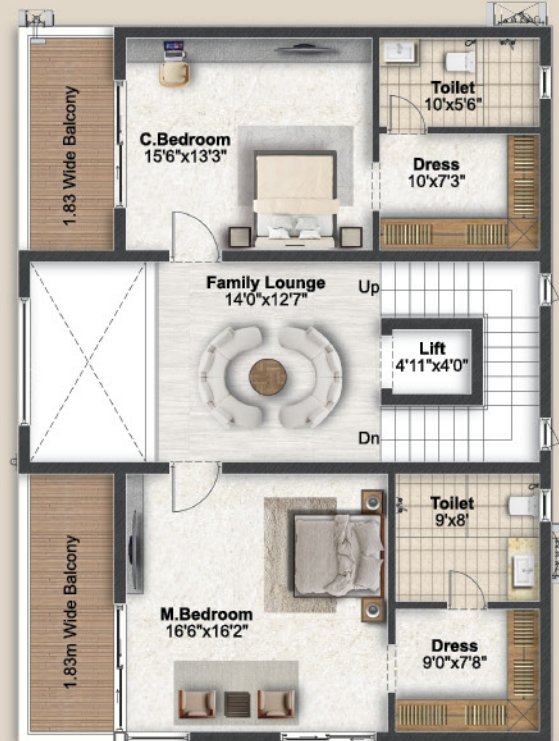 1.83 Wide Balcony
C.Bedroom
15'6"x13'3"
Toilet
10'x5'6"
Dress
10'x7'3"
Family Lounge
14'0"x12'7"
Up
Lift
4'11"x4'0"
Dn
1.83m Wide Balcony
M.Bedroom
16'6"x16'2"
Toilet
9'x8'
Dress
9'0"x7'8"